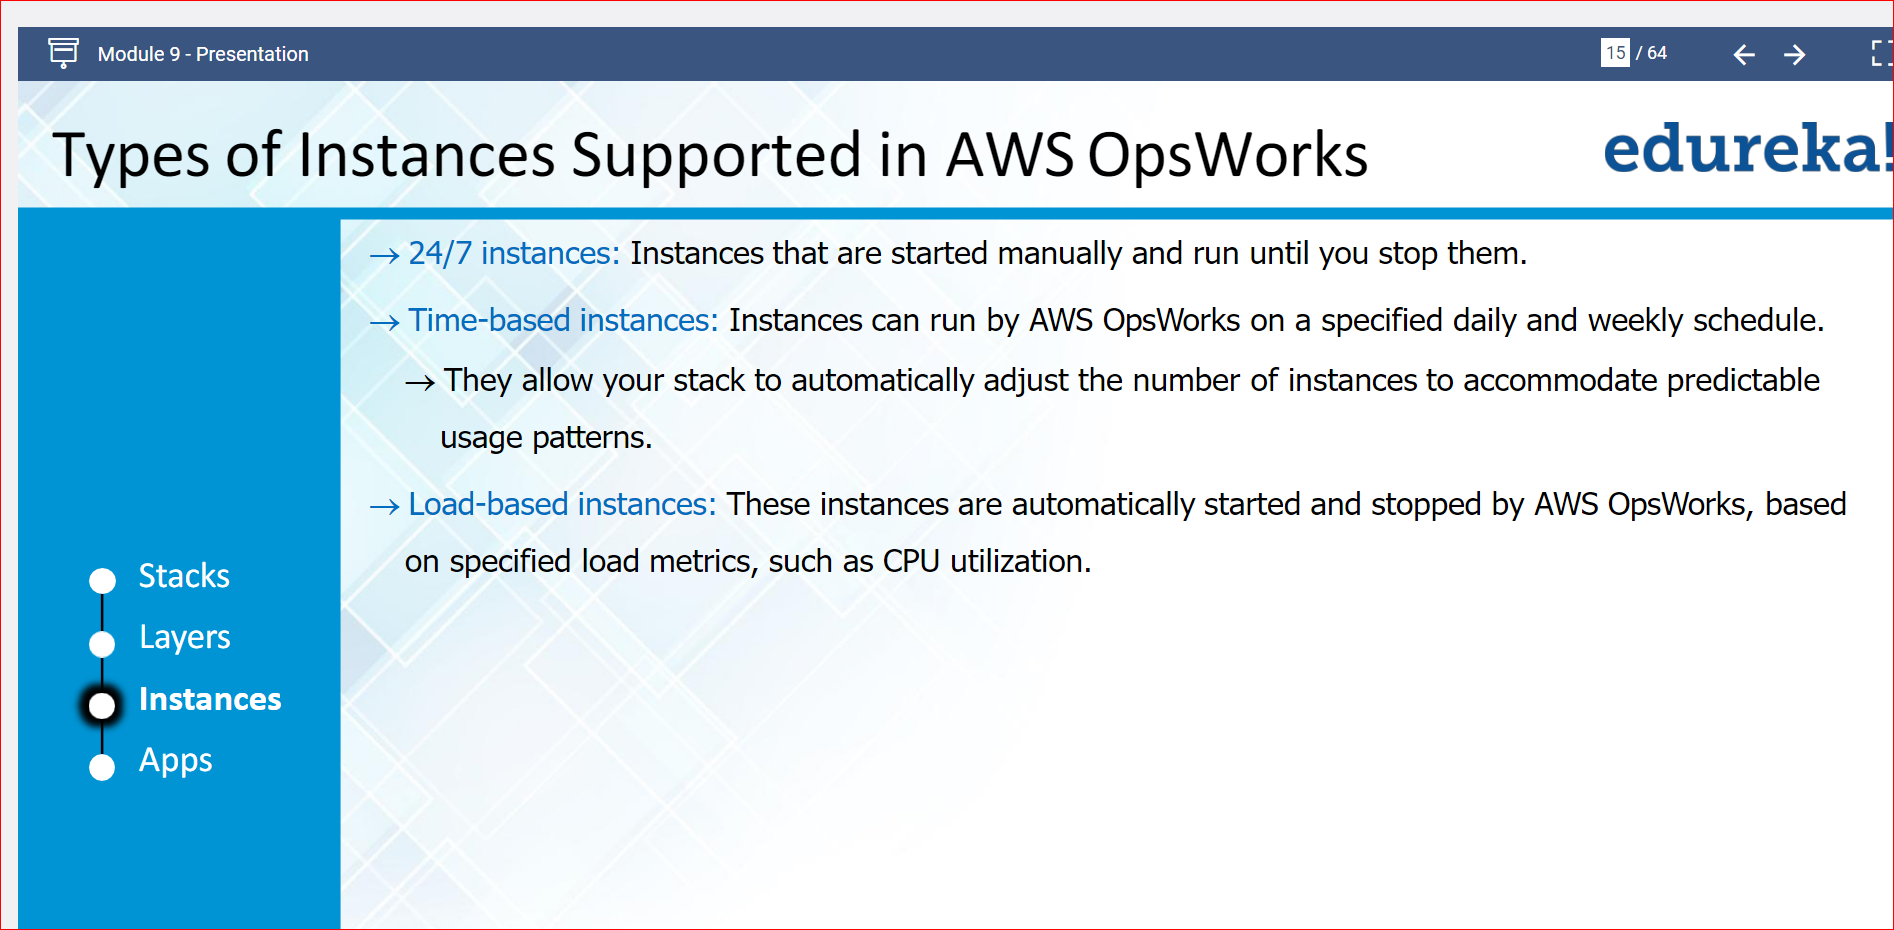 Module 9 - Presentation
15 / 64
Types of Instances Supported in AWS OpsWorks
edureka!
→ 24/7 instances: Instances that are started manually and run until you stop them.
→ Time-based instances: Instances can run by AWS OpsWorks on a specified daily and weekly schedule.
→ They allow your stack to automatically adjust the number of instances to accommodate predictable
usage patterns.
→ Load-based instances: These instances are automatically started and stopped by AWS OpsWorks, based
on specified load metrics, such as CPU utilization.
Stacks
Layers
Instances
Apps